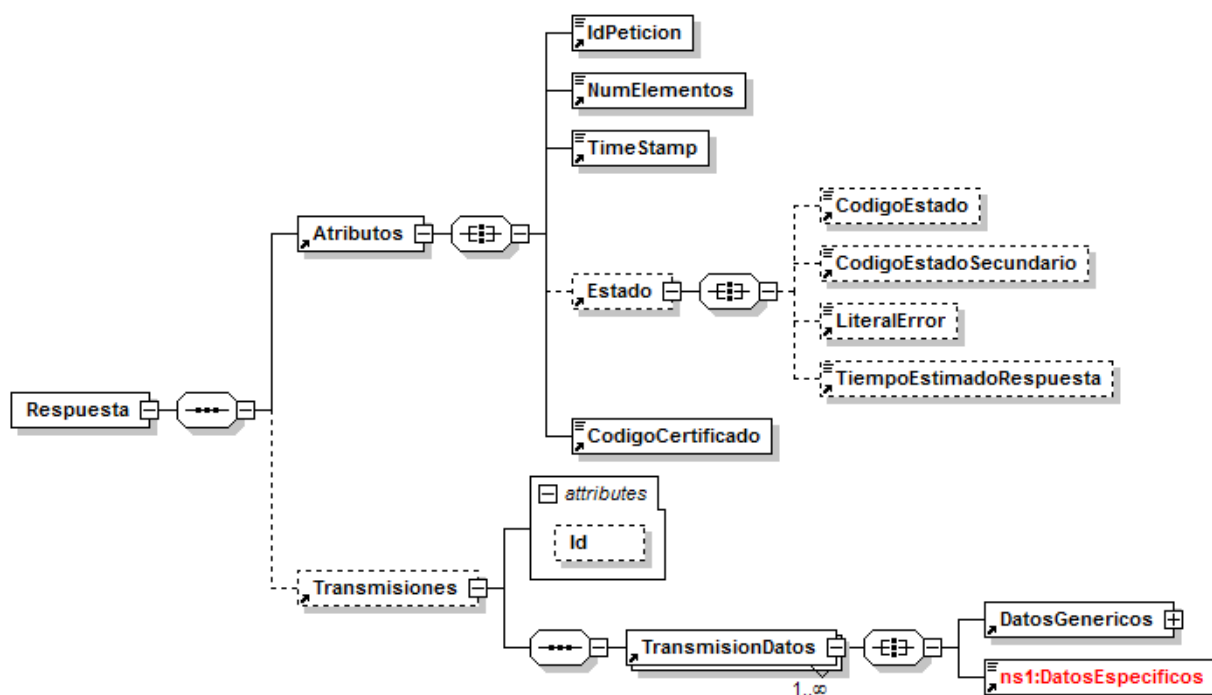 IdPeticion
NumElementos
TimeStamp
CodigoEstado
Atributos
CodigoEstadoSecundario
Estado
LiteralError
TiempoEstimadoRespuesta
Respuesta
CodigoCertificado
attributes
Id
Transmisiones
DatosGenericos
TransmisionDatos
ns1:DatosEspecificos
1..∞